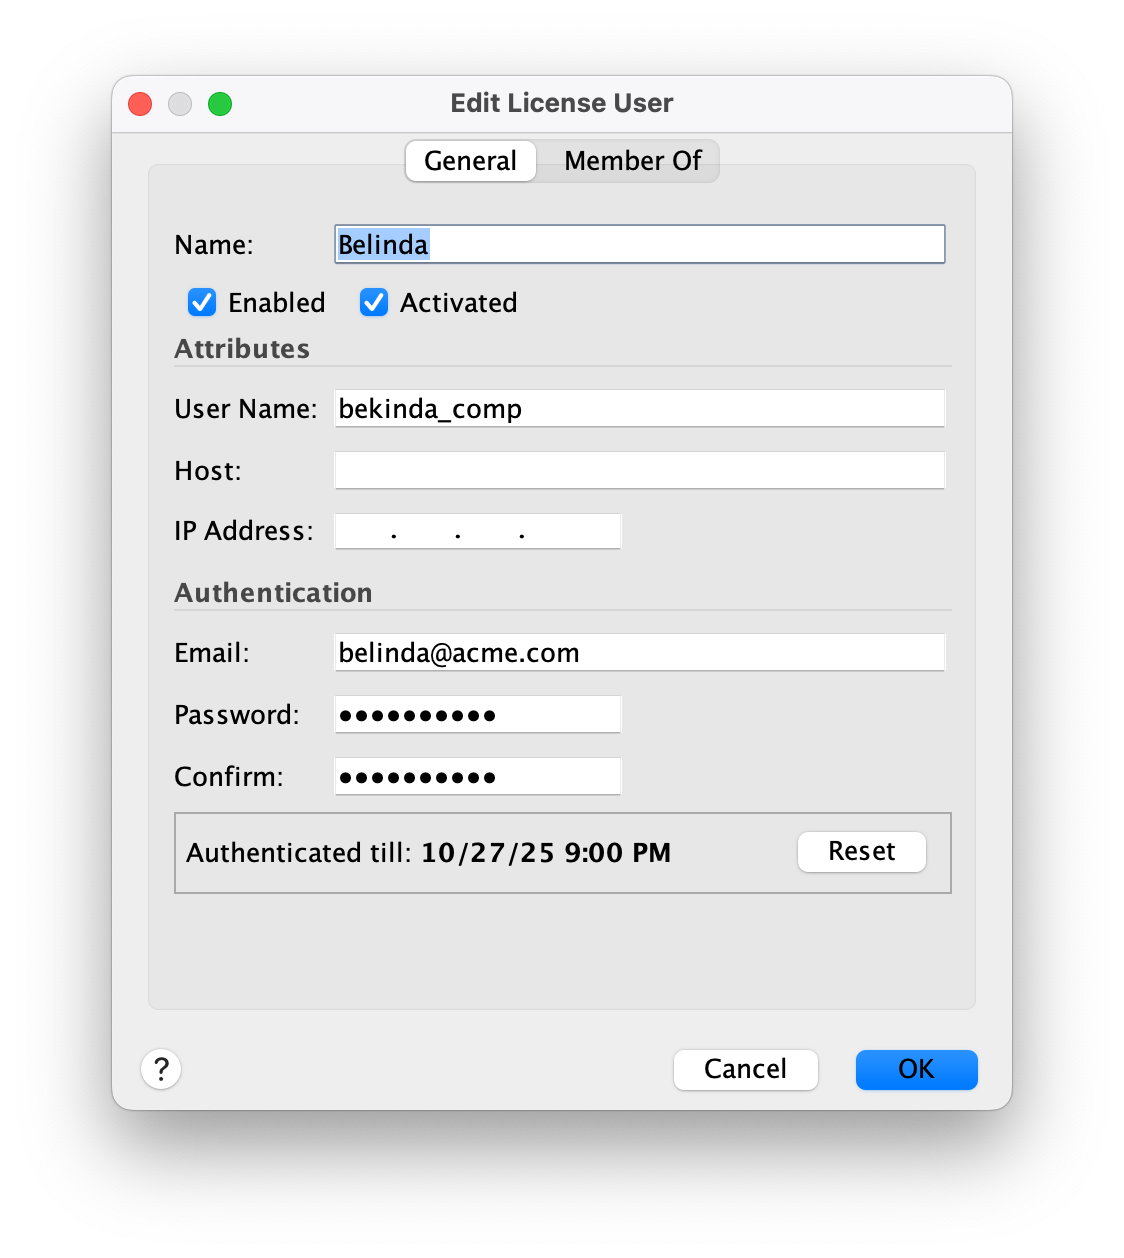 Edit License User
General Member Of
Name: Belinda
Enabled Activated
Attributes
User Name: bekinda_comp
Host:
IP Address: . . .
Authentication
Email: belinda@acme.com
Password: ••••••••••
Confirm: ••••••••••
Authenticated till: 10/27/25 9:00 PM Reset
? Cancel OK